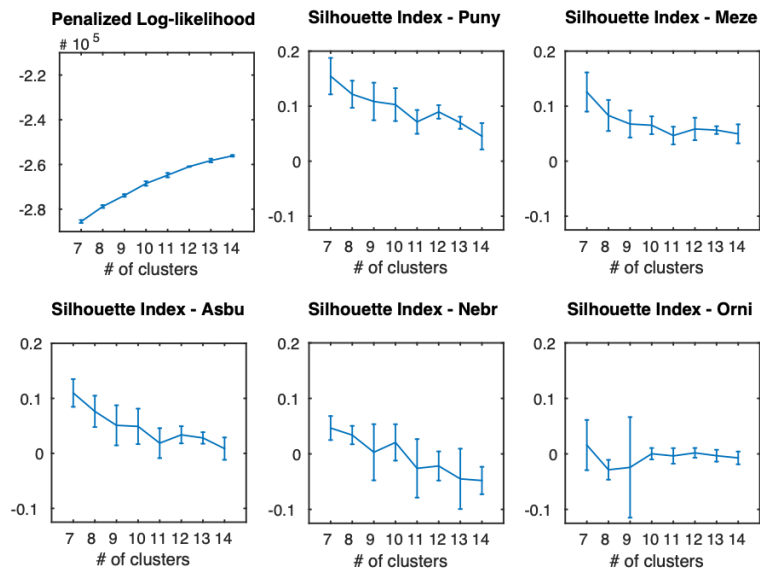 Penalized Log-likelihood
# 10 5
-2.2
-2.4
-2.6
-2.8
7 8 9 10 11 12 13 14
# of clusters
Silhouette Index - Puny
0.2
0.1
0
-0.1
7 8 9 10 11 12 13 14
# of clusters
Silhouette Index - Meze
0.2
0.1
0
-0.1
7 8 9 10 11 12 13 14
# of clusters
Silhouette Index - Asbu
0.2
0.1
0
-0.1
7 8 9 10 11 12 13 14
# of clusters
Silhouette Index - Nebr
0.2
0.1
0
-0.1
7 8 9 10 11 12 13 14
# of clusters
Silhouette Index - Orni
0.2
0.1
0
-0.1
7 8 9 10 11 12 13 14
# of clusters